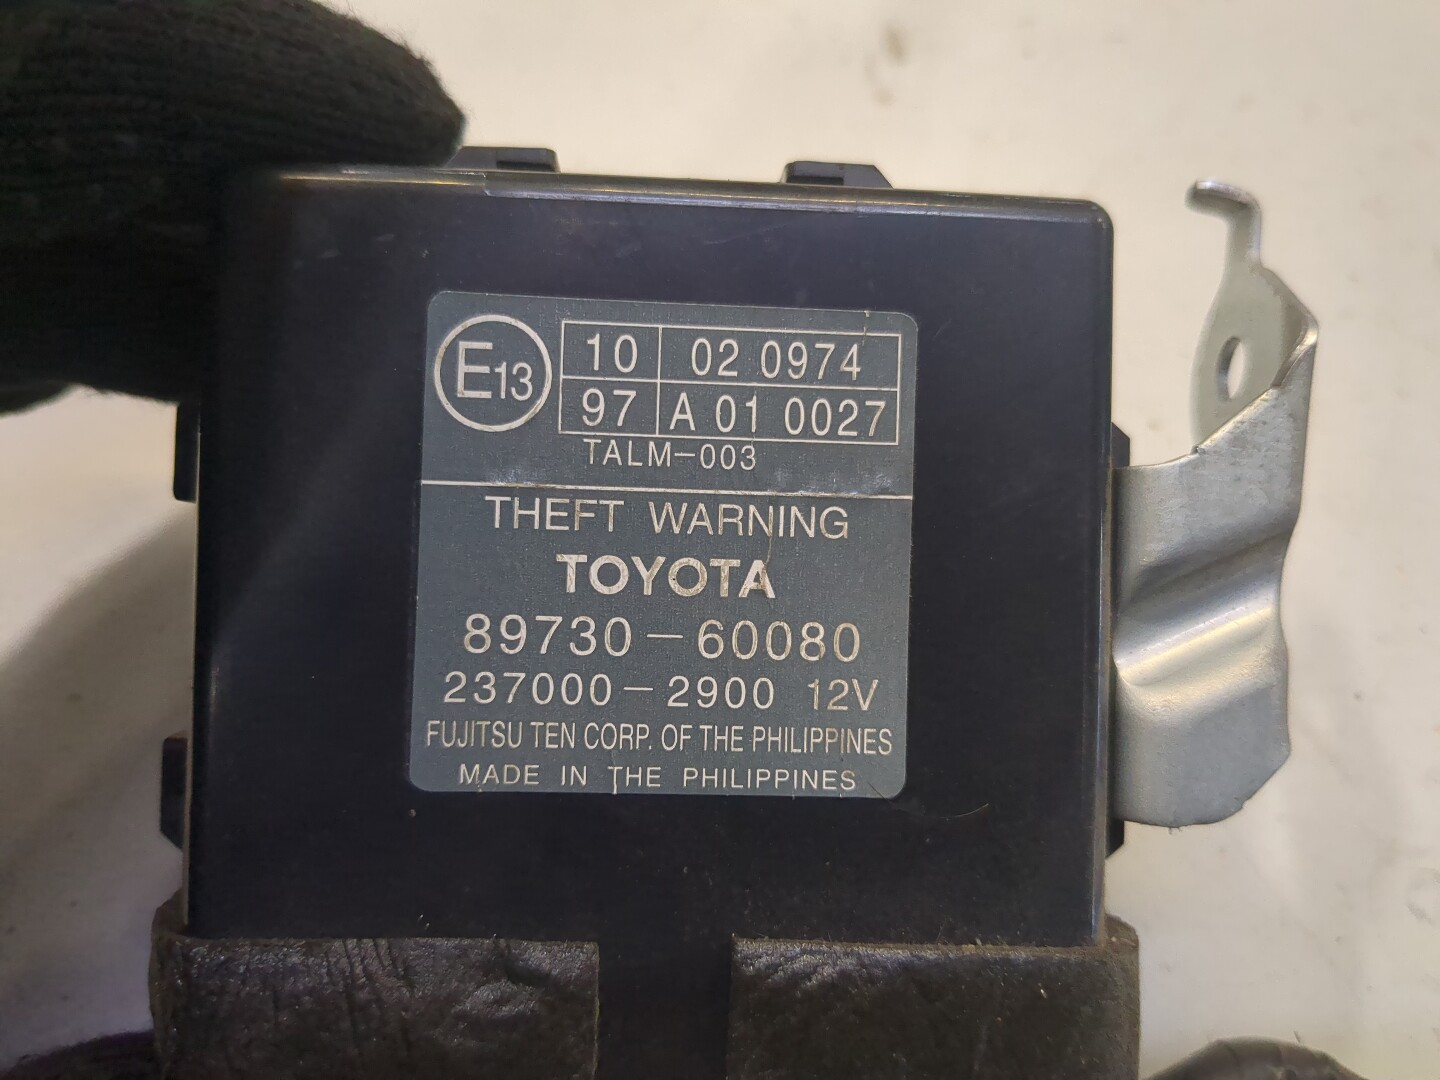 E13
10 02 0974
97 A 01 0027
TALM-003
THEFT WARNING
TOYOTA
89730-60080
237000-2900 12V
FUJITSU TEN CORP. OF THE PHILIPPINES
MADE IN THE PHILIPPINES